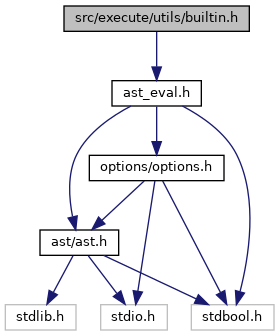 src/execute/utils/builtin.h
ast_eval.h
options/options.h
ast/ast.h
stdlib.h
stdio.h
stdbool.h